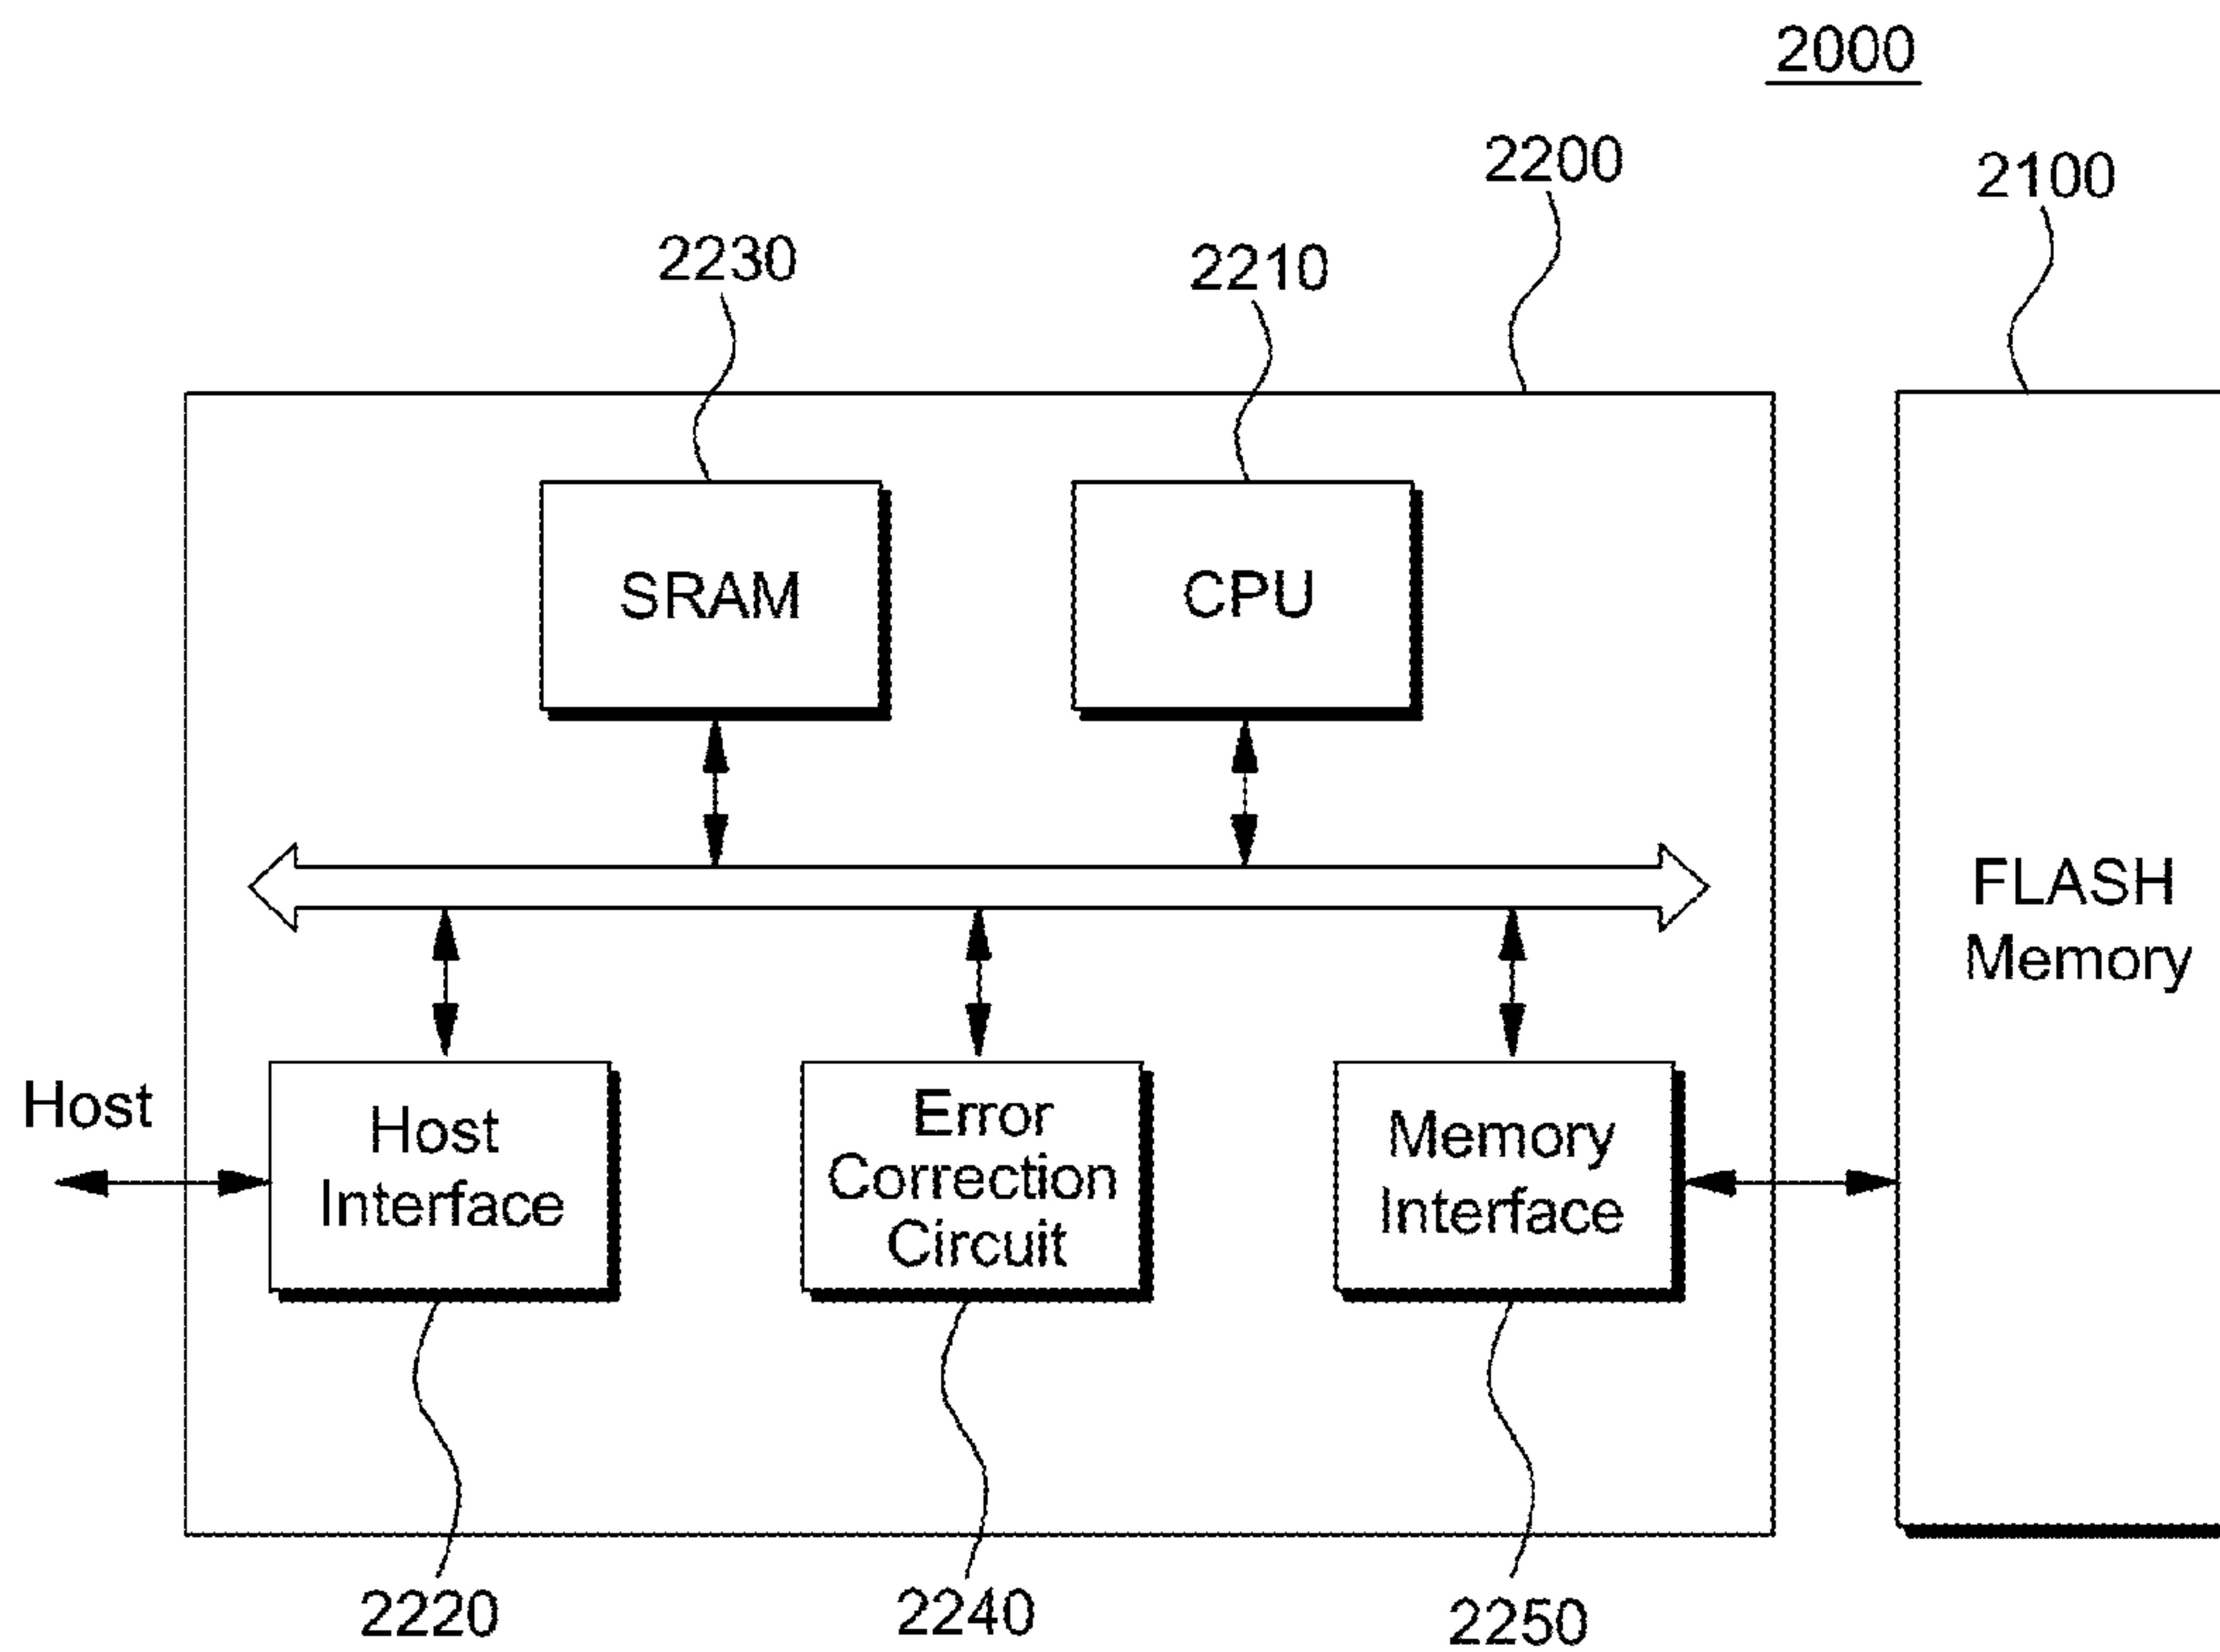 2000
2200
2100
2230
2210
SRAM
CPU
FLASH
Memory
Host
Host
Interface
Error
Correction
Circuit
Memory
Interface
2220
2240
2250